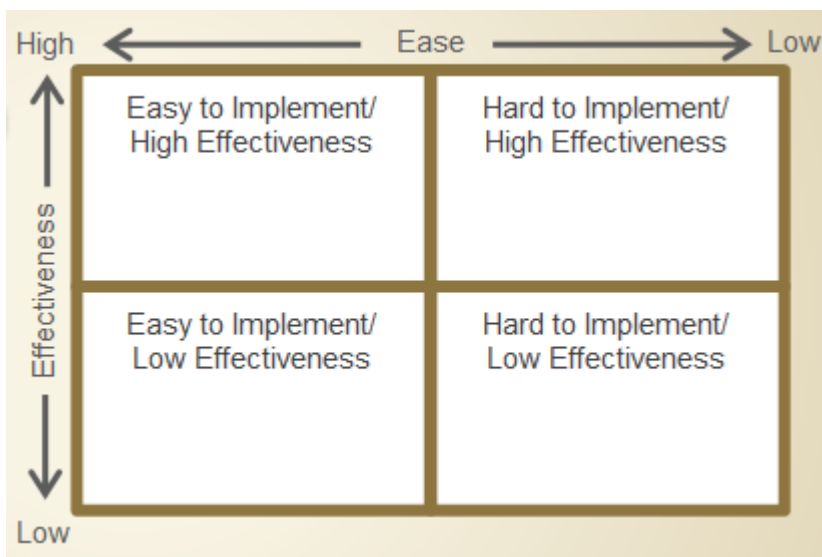 High
Ease
Low
Easy to Implement/
High Effectiveness
Hard to Implement/
High Effectiveness
Effectiveness
Easy to Implement/
Low Effectiveness
Hard to Implement/
Low Effectiveness
Low